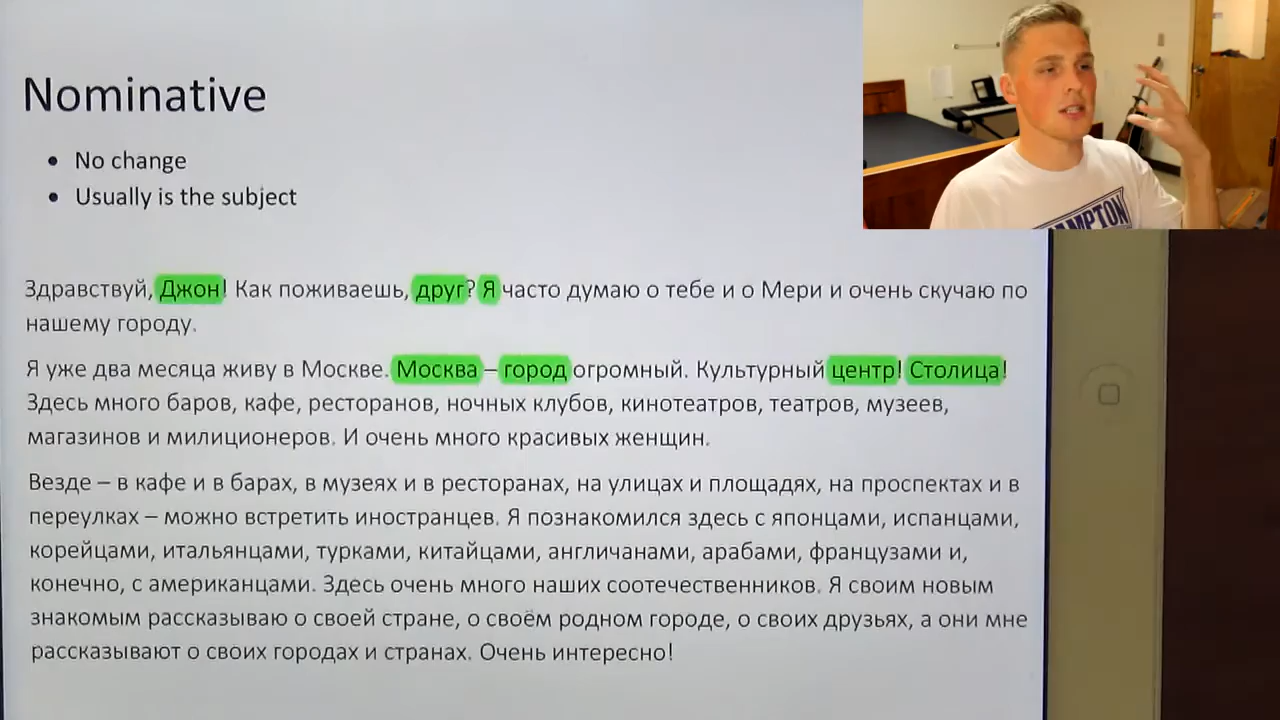 Nominative
• No change
• Usually is the subject
Здравствуй, Джон! Как поживаешь, друг? Я часто думаю о тебе и о Мери и очень скучаю по
нашему городу.
Я уже два месяца живу в Москве. Москва – город огромный. Культурный центр! Столица!
Здесь много баров, кафе, ресторанов, ночных клубов, кинотеатров, театров, музеев,
магазинов и милиционеров. И очень много красивых женщин.
Везде – в кафе и в барах, в музеях и в ресторанах, на улицах и площадях, на проспектах и в
переулках – можно встретить иностранцев. Я познакомился здесь с японцами, испанцами,
корейцами, итальянцами, турками, китайцами, англичанами, арабами, французами и,
конечно, с американцами. Здесь очень много наших соотечественников. Я своим новым
знакомым рассказываю о своей стране, о своём родном городе, о своих друзьях, а они мне
рассказывают о своих городах и странах. Очень интересно!